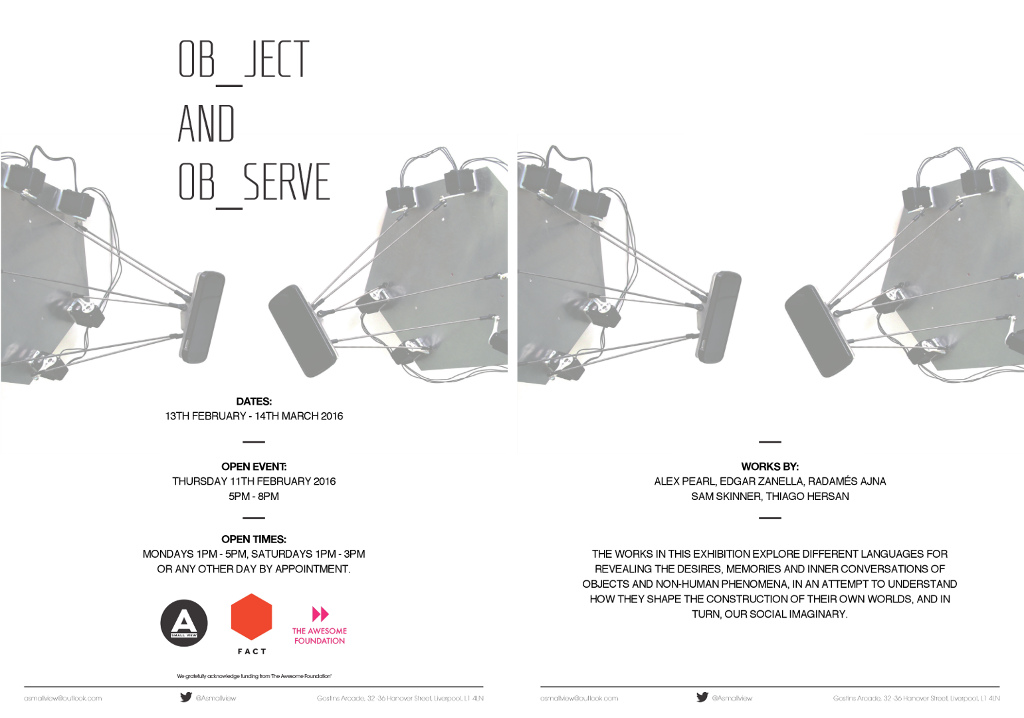 OB_JECT
AND
OB_SERVE
DATES:
13TH FEBRUARY - 14TH MARCH 2016
OPEN EVENT:
THURSDAY 11TH FEBRUARY 2016
5PM - 8PM
OPEN TIMES:
MONDAYS 1PM - 5PM, SATURDAYS 1PM - 3PM
OR ANY OTHER DAY BY APPOINTMENT.
A
SMALL VIEW
FACT
THE AWESOME
FOUNDATION
We gratefully acknowledge funding from 'The Awesome Foundation'
asmallview@outlook.com @Asmallview Gostins Arcade, 32-36 Hanover Street, Liverpool, L1 4LN
WORKS BY:
ALEX PEARL, EDGAR ZANELLA, RADAMÉS AJNA
SAM SKINNER, THIAGO HERSAN
THE WORKS IN THIS EXHIBITION EXPLORE DIFFERENT LANGUAGES FOR
REVEALING THE DESIRES, MEMORIES AND INNER CONVERSATIONS OF
OBJECTS AND NON-HUMAN PHENOMENA, IN AN ATTEMPT TO UNDERSTAND
HOW THEY SHAPE THE CONSTRUCTION OF THEIR OWN WORLDS, AND IN
TURN, OUR SOCIAL IMAGINARY.
asmallview@outlook.com @Asmallview Gostins Arcade, 32-36 Hanover Street, Liverpool, L1 4LN